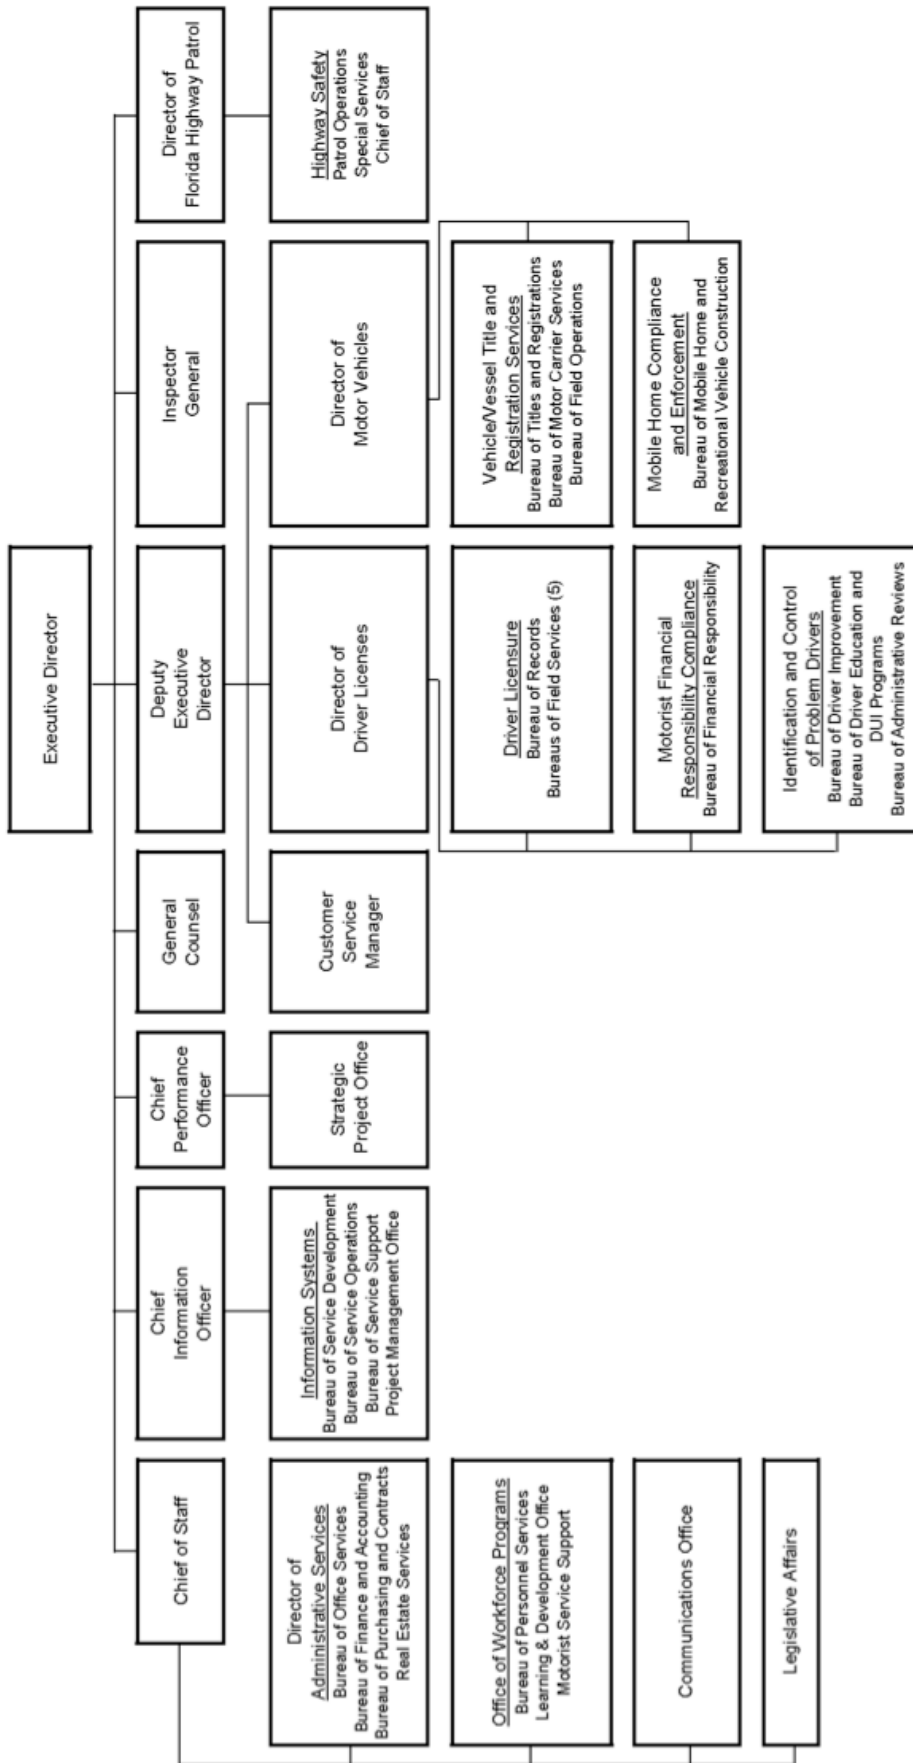 Executive Director
Chief of Staff
Chief
Information
Officer
Chief
Performance
Officer
General
Counsel
Deputy
Executive
Director
Inspector
General
Director of
Florida Highway Patrol
Director of
Administrative Services
Bureau of Office Services
Bureau of Finance and Accounting
Bureau of Purchasing and Contracts
Real Estate Services
Information Systems
Bureau of Service Development
Bureau of Service Operations
Bureau of Service Support
Project Management Office
Strategic
Project Office
Customer
Service
Manager
Director of
Driver Licenses
Director of
Motor Vehicles
Highway Safety
Patrol Operations
Special Services
Chief of Staff
Office of Workforce Programs
Bureau of Personnel Services
Learning & Development Office
Motorist Service Support
Driver Licensure
Bureau of Records
Bureaus of Field Services (5)
Vehicle/Vessel Title and
Registration Services
Bureau of Titles and Registrations
Bureau of Motor Carrier Services
Bureau of Field Operations
Communications Office
Motorist Financial
Responsibility Compliance
Bureau of Financial Responsibility
Mobile Home Compliance
and Enforcement
Bureau of Mobile Home and
Recreational Vehicle Construction
Legislative Affairs
Identification and Control
of Problem Drivers
Bureau of Driver Improvement
Bureau of Driver Education and
DUI Programs
Bureau of Administrative Reviews